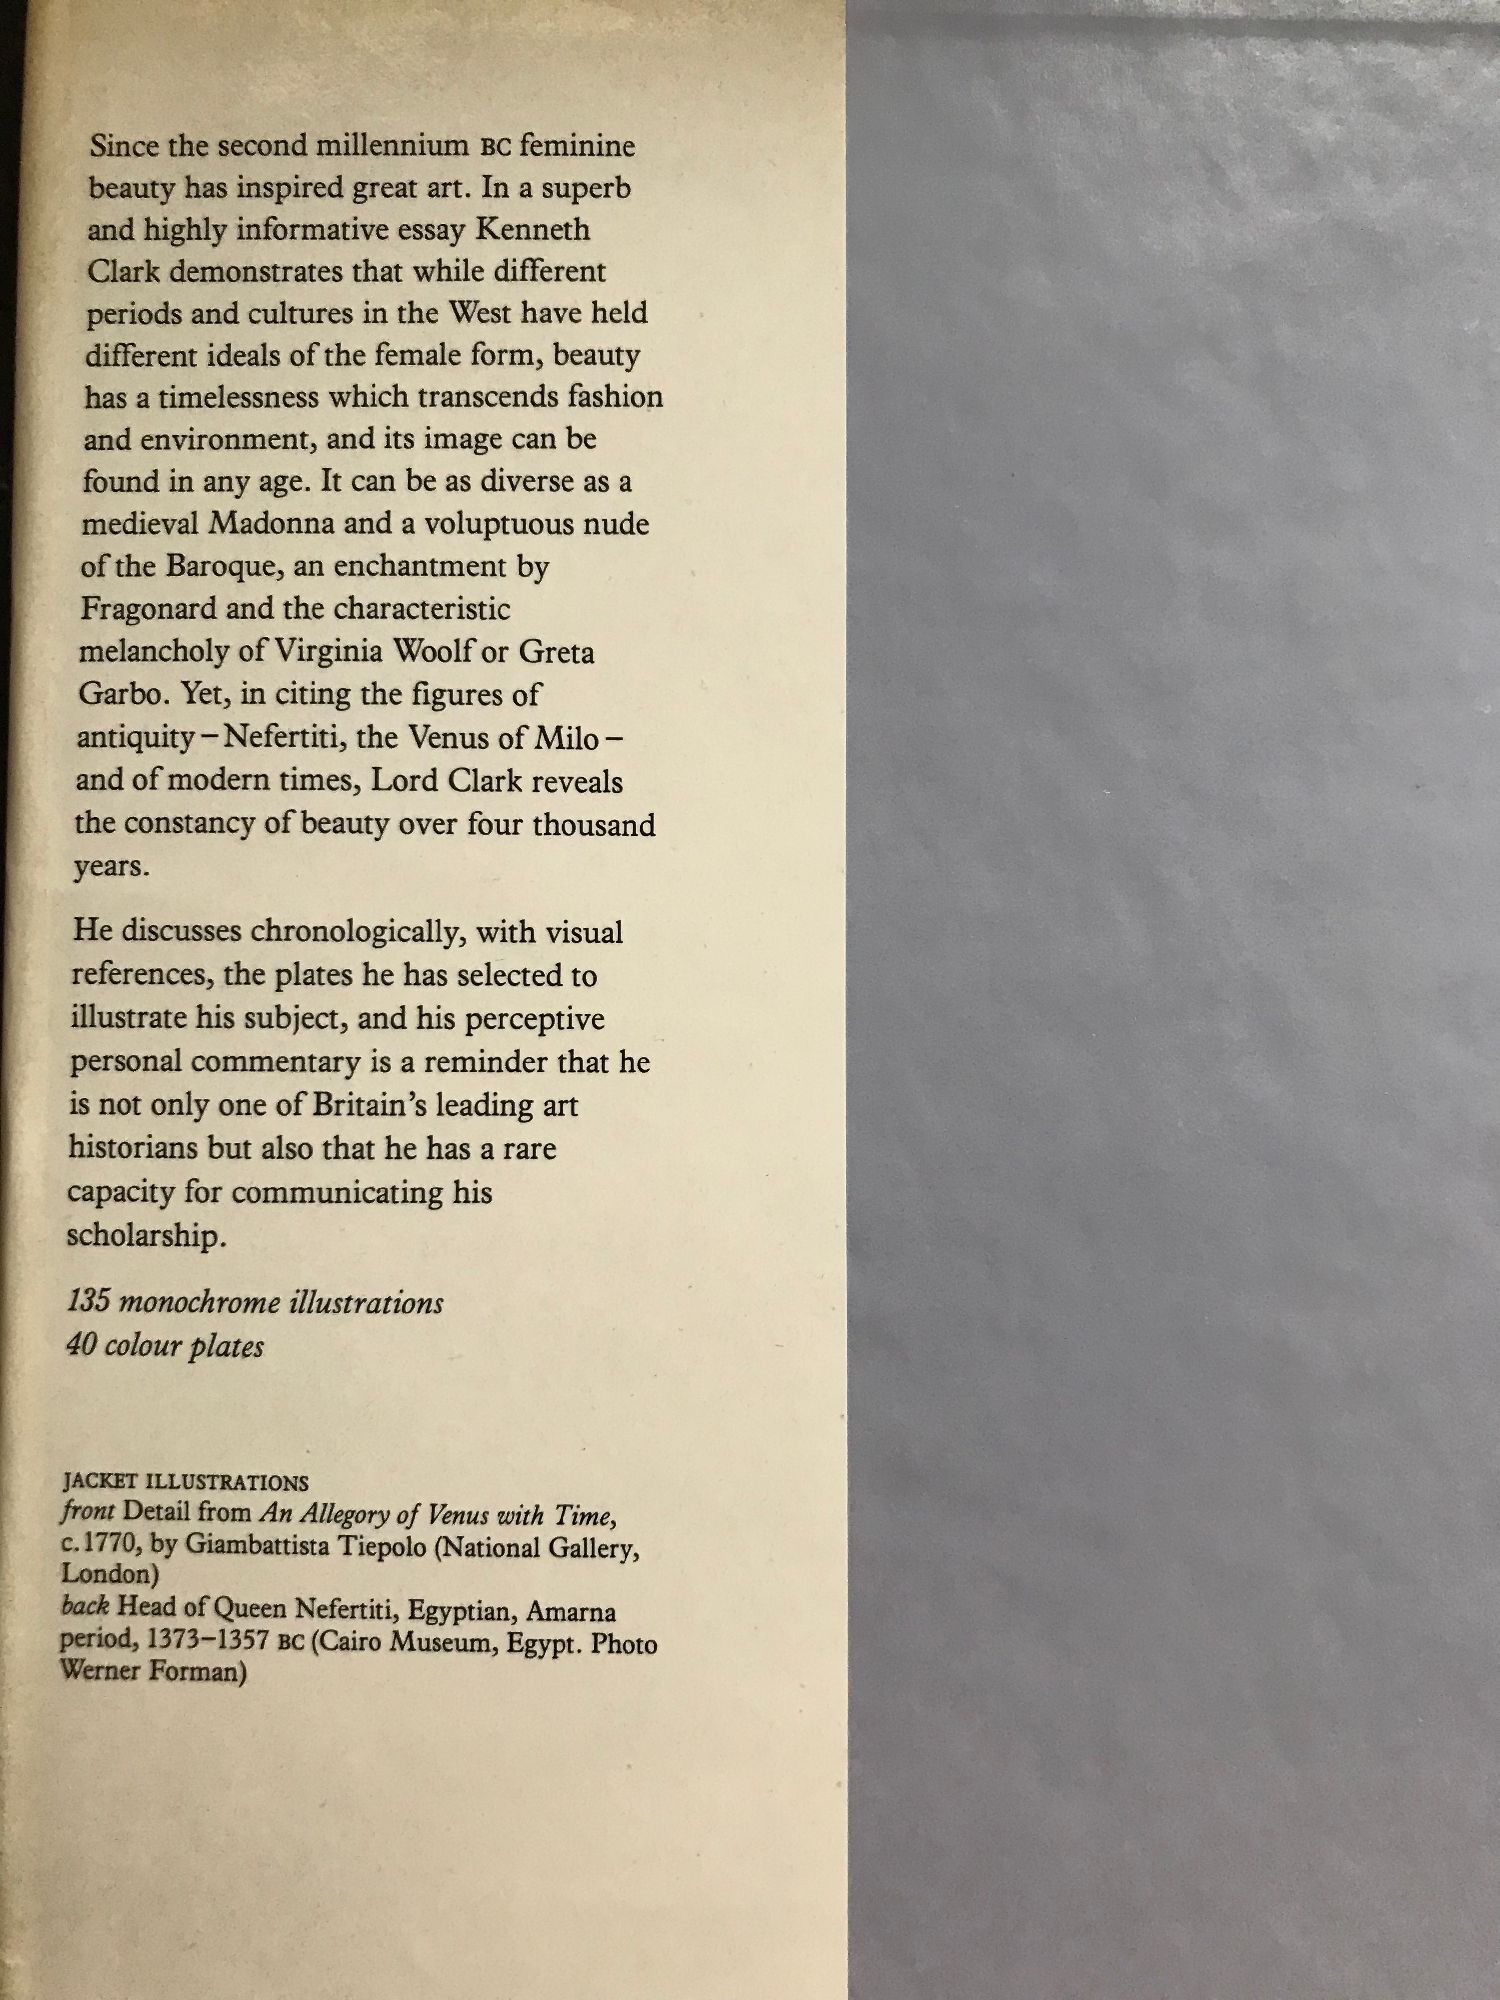 Since the second millennium BC feminine
beauty has inspired great art. In a superb
and highly informative essay Kenneth
Clark demonstrates that while different
periods and cultures in the West have held
different ideals of the female form, beauty
has a timelessness which transcends fashion
and environment, and its image can be
found in any age. It can be as diverse as a
medieval Madonna and a voluptuous nude
of the Baroque, an enchantment by
Fragonard and the characteristic
melancholy of Virginia Woolf or Greta
Garbo. Yet, in citing the figures of
antiquity – Nefertiti, the Venus of Milo –
and of modern times, Lord Clark reveals
the constancy of beauty over four thousand
years.
He discusses chronologically, with visual
references, the plates he has selected to
illustrate his subject, and his perceptive
personal commentary is a reminder that he
is not only one of Britain's leading art
historians but also that he has a rare
capacity for communicating his
scholarship.
135 monochrome illustrations
40 colour plates
JACKET ILLUSTRATIONS
front Detail from An Allegory of Venus with Time,
c.1770, by Giambattista Tiepolo (National Gallery,
London)
back Head of Queen Nefertiti, Egyptian, Amarna
period, 1373–1357 BC (Cairo Museum, Egypt. Photo
Werner Forman)